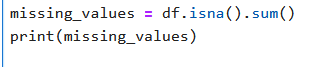 missing_values = df.isna().sum()
print(missing_values)